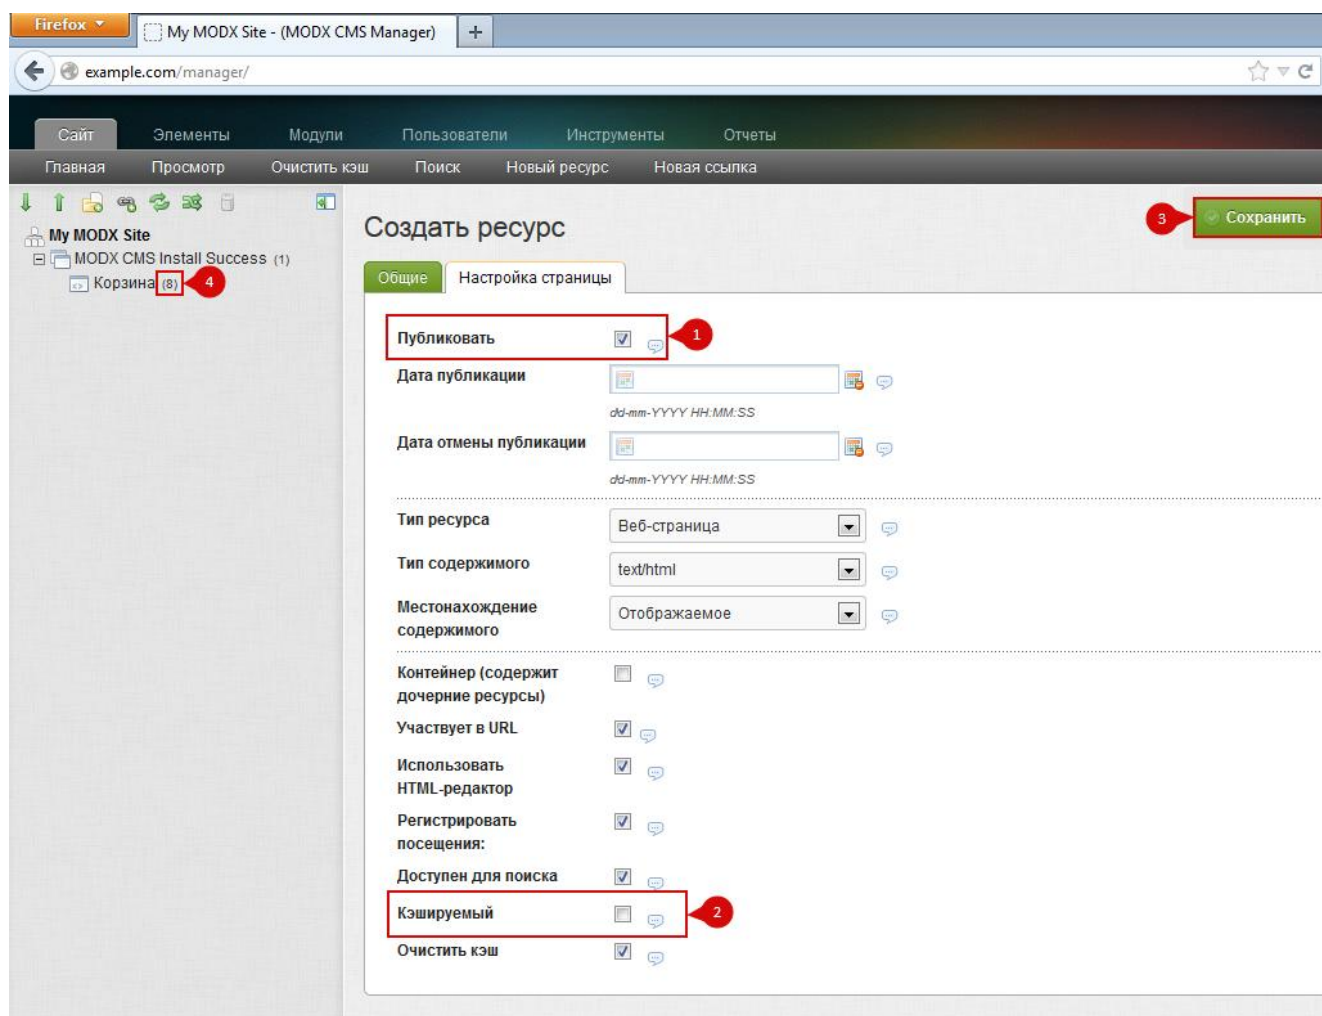 Firefox
My MODX Site - (MODX CMS Manager)
example.com/manager/
Сайт Элементы Модули Пользователи Инструменты Отчеты
Главная Просмотр Очистить кэш Поиск Новый ресурс Новая ссылка
My MODX Site
MODX CMS Install Success (1)
Корзина (8) 4
Создать ресурс
3 Сохранить
Общие Настройка страницы
Публиковать 1
Дата публикации
dd-mm-YYYY HH:MM:SS
Дата отмены публикации
dd-mm-YYYY HH:MM:SS
Тип ресурса Веб-страница
Тип содержимого text/html
Местонахождение
содержимого
Отображаемое
Контейнер (содержит
дочерние ресурсы)
Участвует в URL
Использовать
HTML-редактор
Регистрировать
посещения:
Доступен для поиска
Кэшируемый 2
Очистить кэш